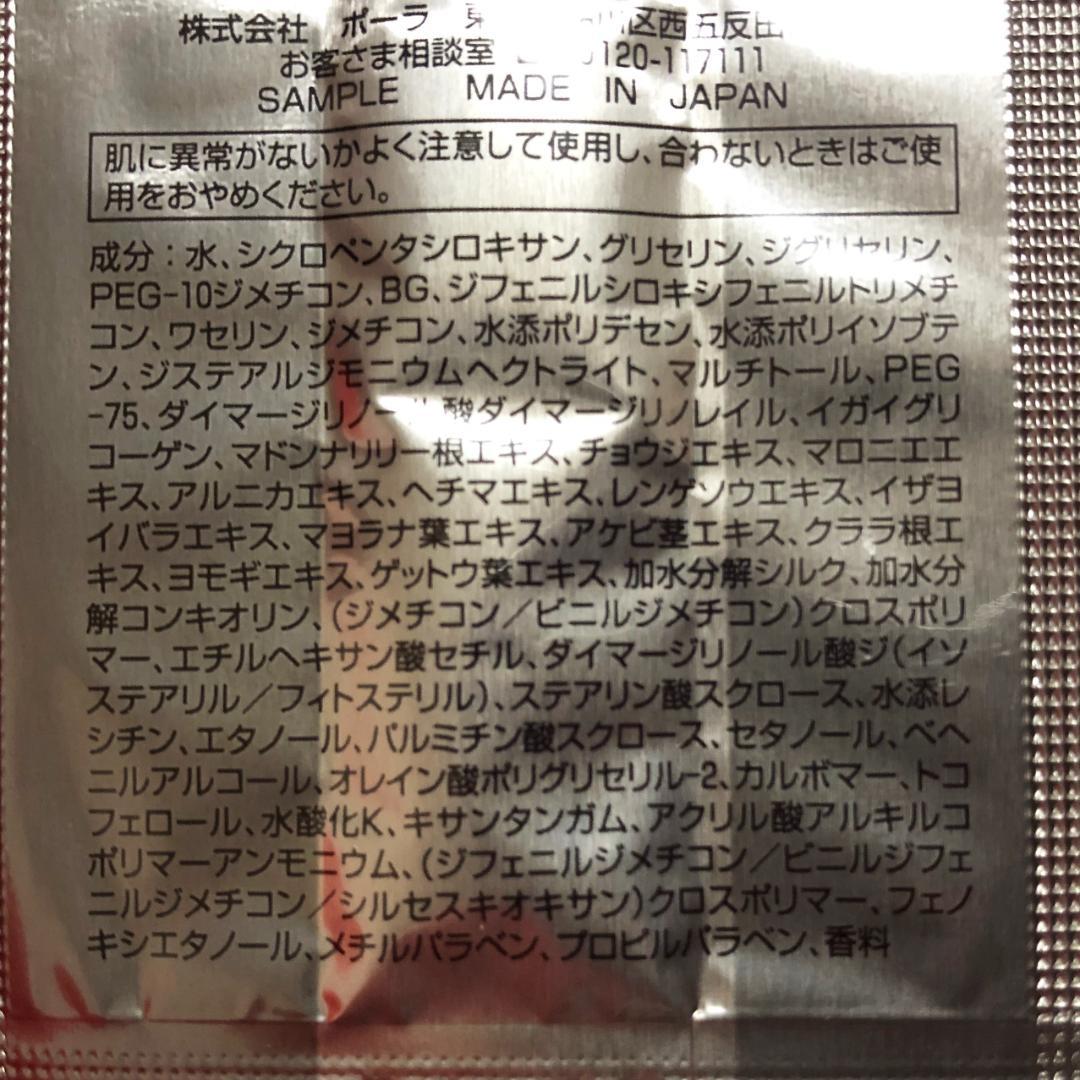 株式会社 ポーラ 区西五反田
お客さま相談室 0120-117111
SAMPLE MADE IN JAPAN
肌に異常がないかよく注意して使用し、合わないときはご使
用をおやめください。
成分：水、シクロペンタシロキサン、グリセリン、ジグリセリン、
PEG-10ジメチコン、BG、ジフェニルシロキシフェニルトリメチ
コン、ワセリン、ジメチコン、水添ポリデセン、水添ポリイソブテ
ン、ジステアルジモニウムヘクトライト、マルチトール、PEG
-75、ダイマージリノール酸ダイマージリノレイル、イガイグリ
コーゲン、マドンナリリー根エキス、チョウジエキス、マロニエエ
キス、アルニカエキス、ヘチマエキス、レンゲソウエキス、イザヨ
イバラエキス、マヨラナ葉エキス、アケビ茎エキス、クララ根エ
キス、ヨモギエキス、ゲットウ葉エキス、加水分解シルク、加水分
解コンキオリン、(ジメチコン／ビニルジメチコン)クロスポリ
マー、エチルヘキサン酸セチル、ダイマージリノール酸ジ(イソ
ステアリル／フィトステリル)、ステアリン酸スクロース、水添レ
シチン、エタノール、パルミチン酸スクロース、セタノール、ベヘ
ニルアルコール、オレイン酸ポリグリセリル-2、カルボマー、トコ
フェロール、水酸化K、キサンタンガム、アクリル酸アルキルコ
ポリマーアンモニウム、(ジフェニルジメチコン／ビニルジフェ
ニルジメチコン／シルセスキオキサン)クロスポリマー、フェノ
キシエタノール、メチルパラベン、プロピルパラベン、香料